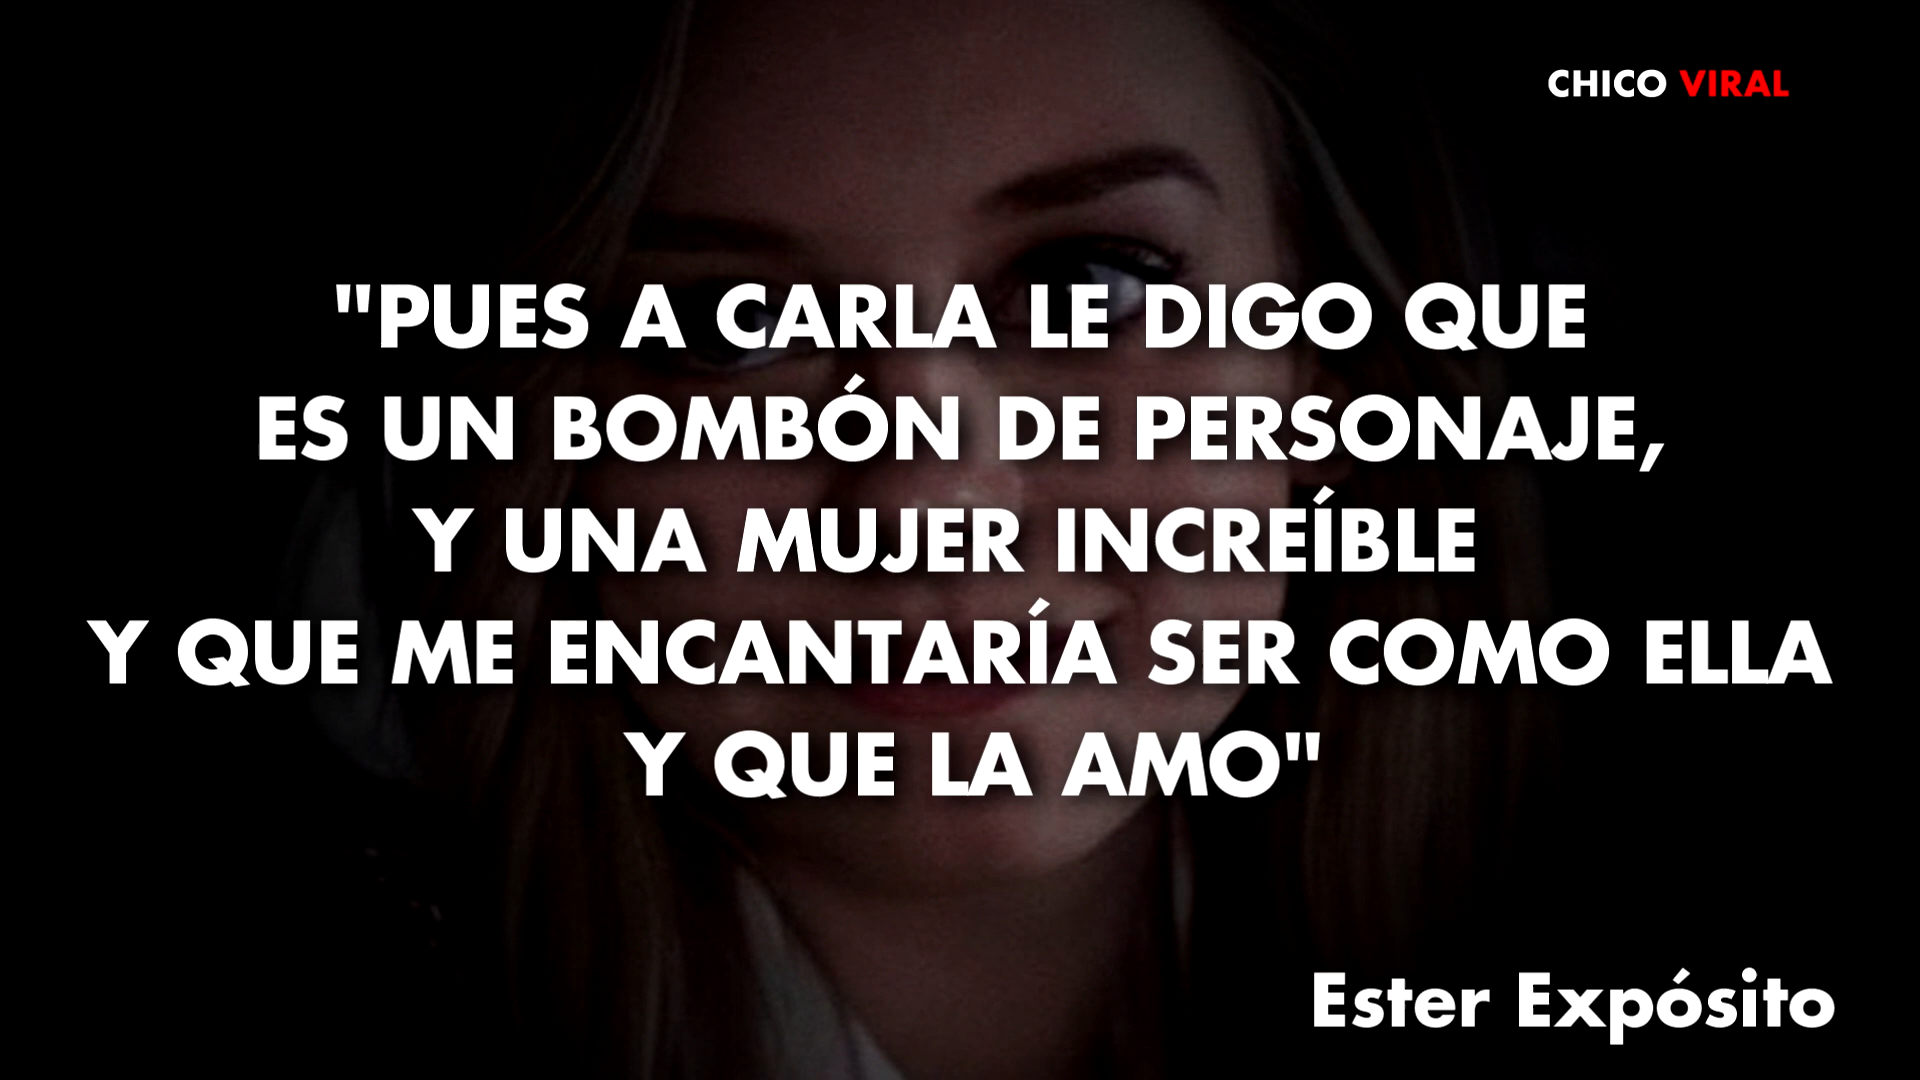 CHICO VIRAL
"PUES A CARLA LE DIGO QUE
ES UN BOMBÓN DE PERSONAJE,
Y UNA MUJER INCREÍBLE
Y QUE ME ENCANTARÍA SER COMO ELLA
Y QUE LA AMO"
Ester Expósito